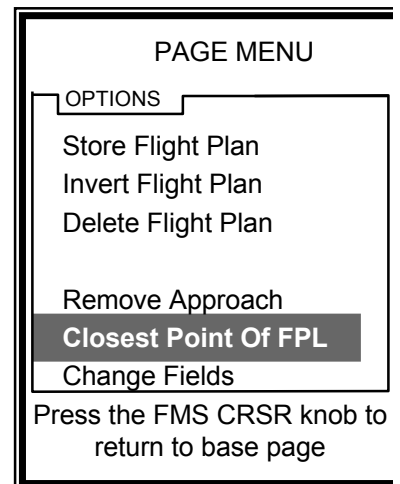 PAGE MENU
OPTIONS
Store Flight Plan
Invert Flight Plan
Delete Flight Plan
Remove Approach
Closest Point Of FPL
Change Fields
Press the FMS CRSR knob to
return to base page